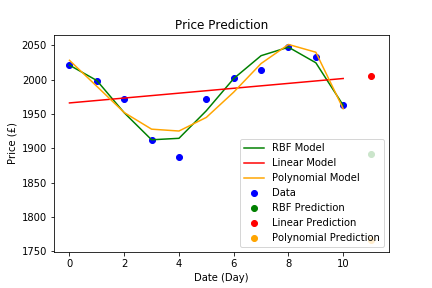 Price Prediction
2050
2000
1950
1900
1850
1800
1750
Price (£)
0
2
4
6
8
10
Date (Day)
RBF Model
Linear Model
Polynomial Model
Data
RBF Prediction
Linear Prediction
Polynomial Prediction